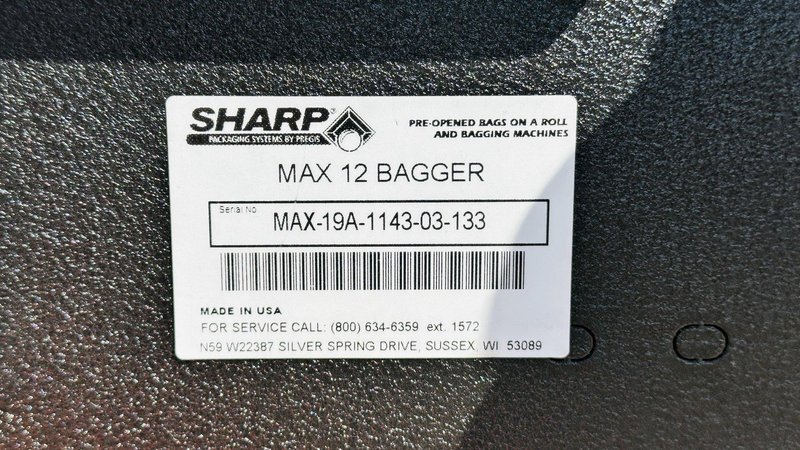 SHARP
PACKAGING SYSTEMS BY PREGIS
PRE-OPENED BAGS ON A ROLL
AND BAGGING MACHINES
MAX 12 BAGGER
Serial No.
MAX-19A-1143-03-133
MADE IN USA
FOR SERVICE CALL: (800) 634-6359 ext. 1572
N59 W22387 SILVER SPRING DRIVE, SUSSEX, WI 53089